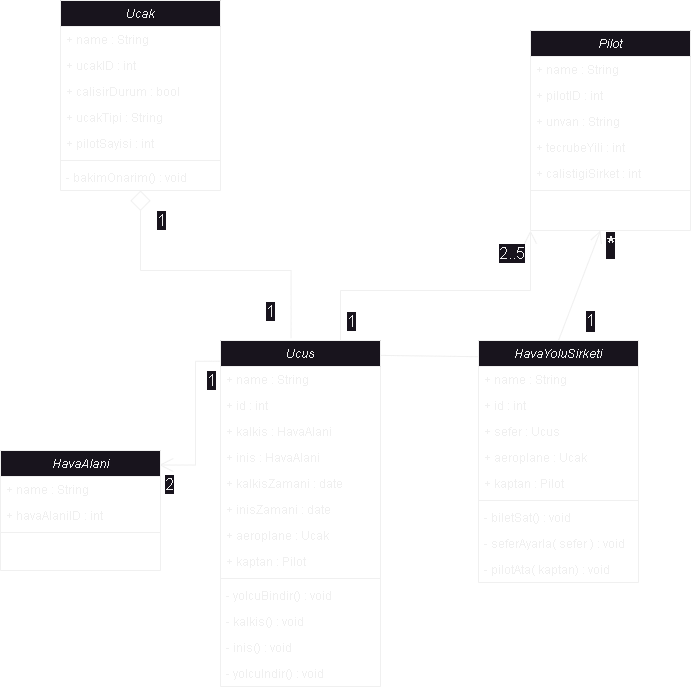 Ucak
+ name : String
+ ucakID : int
+ calisirDurum : bool
+ ucakTipi : String
+ pilotSayisi : int
- bakimOnarim() : void
1
Pilot
+ name : String
+ pilotID : int
+ unvan : String
+ tecrubeYili : int
+ calistigiSirket : int
2..5
*
1
1
1
Ucus
+ name : String
+ id : int
+ kalkis : HavaAlani
+ inis : HavaAlani
+ kalkisZamani : date
+ inisZamani : date
+ aeroplane : Ucak
+ kaptan : Pilot
- yolcuBindir() : void
- kalkis() : void
- inis() : void
- yolcuIndir() : void
HavaYoluSirketi
+ name : String
+ id : int
+ sefer : Ucus
+ aeroplane : Ucak
+ kaptan : Pilot
- biletSat() : void
- seferAyarla( sefer ) : void
- pilotAta( kaptan) : void
1
2
HavaAlani
+ name : String
+ havaAlaniID : int